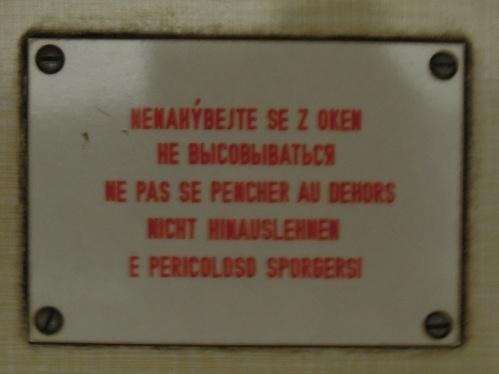 NENAHÝBEJTE SE Z OKEN
НЕ ВЫСОВЫВАТЬСЯ
NE PAS SE PENCHER AU DEHORS
NICHT HINAUSLEHNEN
E PERICOLOSO SPORGERSI